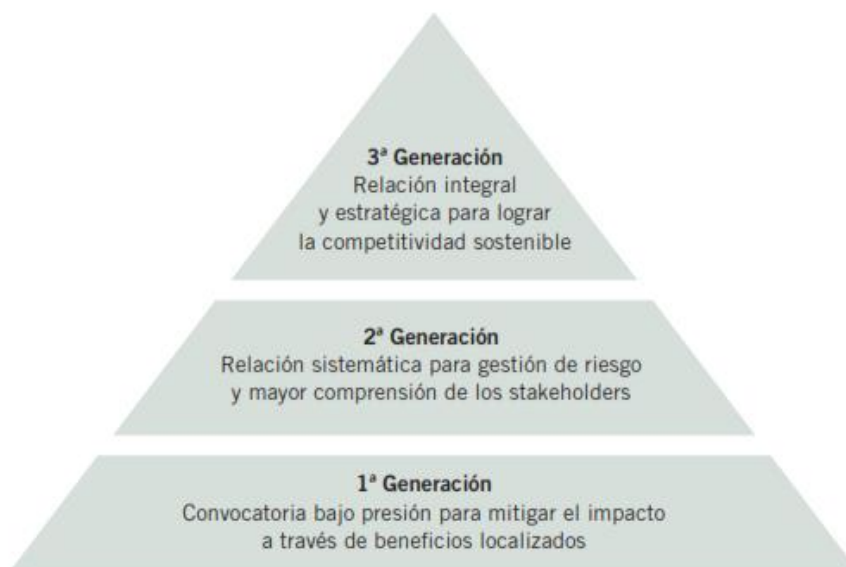 3ª Generación
Relación integral
y estratégica para lograr
la competitividad sostenible
2ª Generación
Relación sistemática para gestión de riesgo
y mayor comprensión de los stakeholders
1ª Generación
Convocatoria bajo presión para mitigar el impacto
a través de beneficios localizados